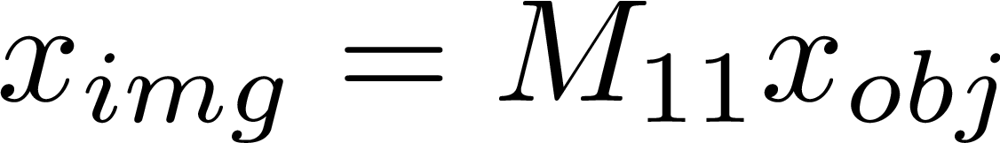 x_{img} = M_{11}x_{obj}